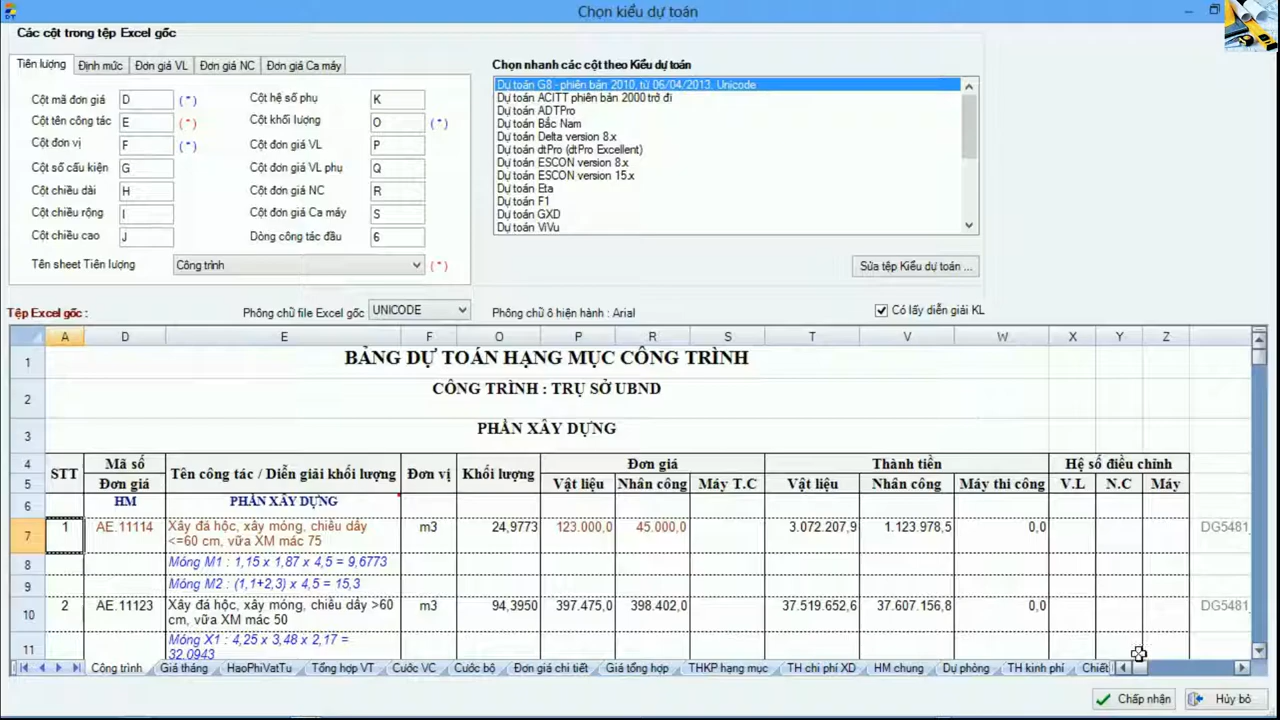 Chọn kiểu dự toán
Các cột trong tệp Excel gốc
Tiên lượng Định mức Đơn giá VL Đơn giá NC Đơn giá Ca máy
Cột mã đơn giá D (*) Cột hệ số phụ K
Cột tên công tác E (*) Cột khối lượng O (*)
Cột đơn vị F (*) Cột đơn giá VL P
Cột số cấu kiện G Cột đơn giá VL phụ Q
Cột chiều dài H Cột đơn giá NC R
Cột chiều rộng I Cột đơn giá Ca máy S
Cột chiều cao J Dòng công tác đầu 6
Tên sheet Tiên lượng Công trình (*)
Chọn nhanh các cột theo Kiểu dự toán
Dự toán G8 - phiên bản 2010, từ 06/04/2013. Unicode
Dự toán ACITT phiên bản 2000 trở đi
Dự toán ADTPro
Dự toán Bắc Nam
Dự toán Delta version 8.x
Dự toán dtPro (dtPro Excellent)
Dự toán ESCON version 8.x
Dự toán ESCON version 15.x
Dự toán Eta
Dự toán F1
Dự toán GXD
Dự toán ViVu
Sửa tệp Kiểu dự toán ...
Tệp Excel gốc : Phông chữ file Excel gốc UNICODE Phông chữ ô hiện hành : Arial Có lấy diễn giải KL
A D E F O P R S T V W X Y Z
1 BẢNG DỰ TOÁN HẠNG MỤC CÔNG TRÌNH
2 CÔNG TRÌNH : TRỤ SỞ UBND
3 PHẦN XÂY DỰNG
4 STT Mã số Tên công tác / Diễn giải khối lượng Đơn vị Khối lượng Đơn giá Thành tiền Hệ số điều chỉnh
5 Đơn giá Vật liệu Nhân công Máy T.C Vật liệu Nhân công Máy thi công V.L N.C Máy
6 HM PHẦN XÂY DỰNG
7 1 AE.11114 Xây đá hộc, xây móng, chiều dầy m3 24,9773 123.000,0 45.000,0 3.072.207,9 1.123.978,5 0,0 DG5481
<=60 cm, vữa XM mác 75
8 Móng M1 : 1,15 x 1,87 x 4,5 = 9,6773
9 Móng M2 : (1,1+2,3) x 4,5 = 15,3
10 2 AE.11123 Xây đá hộc, xây móng, chiều dầy >60 m3 94,3950 397.475,0 398.402,0 37.519.652,6 37.607.156,8 0,0 DG5481
cm, vữa XM mác 50
11 Móng X1 : 4,25 x 3,48 x 2,17 =
32,0943
Công trình Giá tháng HaoPhiVatTu Tổng hợp VT Cước VC Cước bộ Đơn giá chi tiết Giá tổng hợp THKP hạng mục TH chi phí XD HM chung Dự phòng TH kinh phí Chiết
Chấp nhận Hủy bỏ